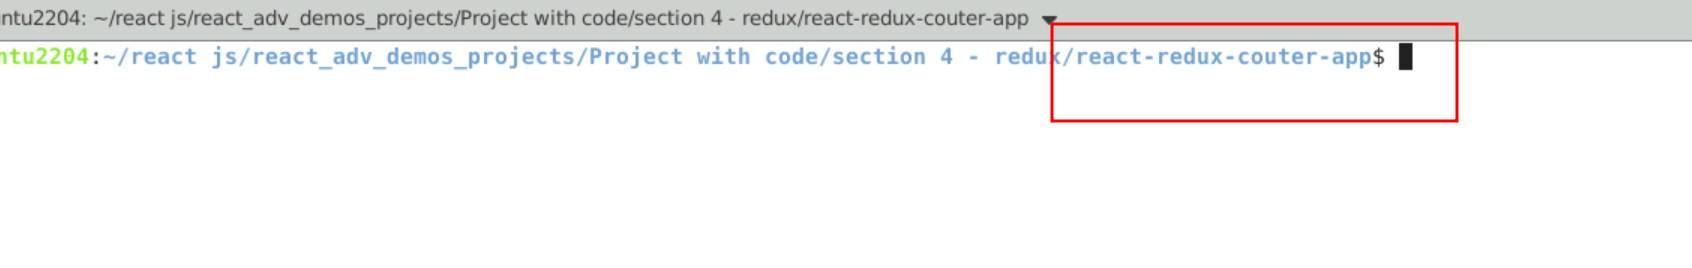 ntu2204: ~/react js/react_adv_demos_projects/Project with code/section 4 - redux/react-redux-couter-app
ntu2204:~/react js/react_adv_demos_projects/Project with code/section 4 - redux/react-redux-couter-app$